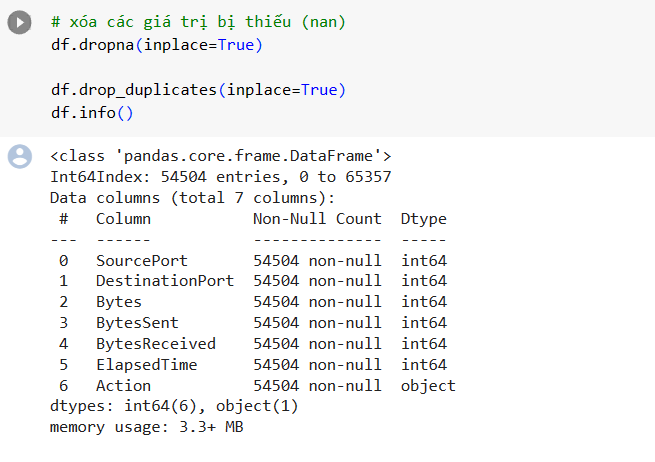 # xóa các giá trị bị thiếu (nan)
df.dropna(inplace=True)
df.drop_duplicates(inplace=True)
df.info()
<class 'pandas.core.frame.DataFrame'>
Int64Index: 54504 entries, 0 to 65357
Data columns (total 7 columns):
 #   Column           Non-Null Count  Dtype
---  ------           --------------  -----
 0   SourcePort       54504 non-null  int64
 1   DestinationPort  54504 non-null  int64
 2   Bytes            54504 non-null  int64
 3   BytesSent        54504 non-null  int64
 4   BytesReceived    54504 non-null  int64
 5   ElapsedTime      54504 non-null  int64
 6   Action           54504 non-null  object
dtypes: int64(6), object(1)
memory usage: 3.3+ MB